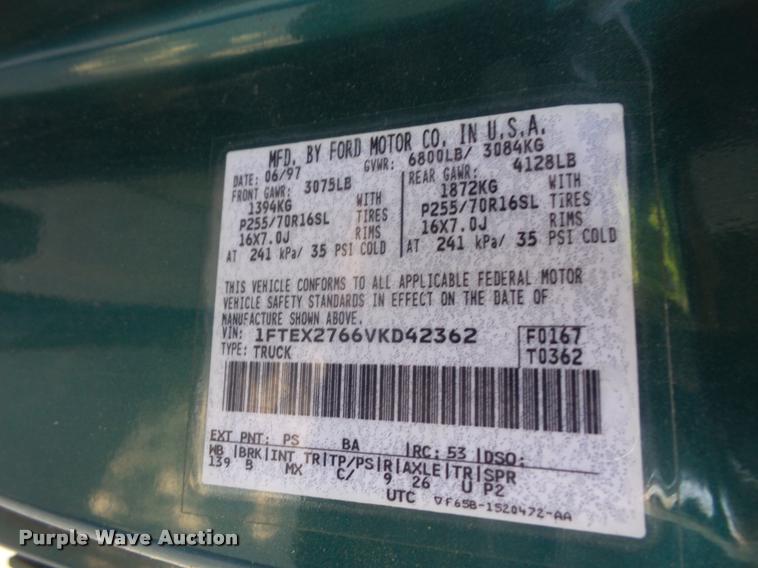 MFD. BY FORD MOTOR CO. IN U.S.A.
DATE: 06/97 GVWR: 6800LB/ 3084KG
FRONT GAWR: 3075LB REAR GAWR: 4128LB
1394KG WITH 1872KG WITH
P255/70R16SL TIRES P255/70R16SL TIRES
16X7.0J RIMS 16X7.0J RIMS
AT 241 kPa/ 35 PSI COLD AT 241 kPa/ 35 PSI COLD
THIS VEHICLE CONFORMS TO ALL APPLICABLE FEDERAL MOTOR
VEHICLE SAFETY STANDARDS IN EFFECT ON THE DATE OF
MANUFACTURE SHOWN ABOVE.
VIN: 1FTEX2766VKD42362 F0167
TYPE: TRUCK T0362
EXT PNT: PS BA RC: 53 DSO:
WB BRK INT TR TP/PS R AXLE TR SPR
139 B MX C/ 9 26 U P2
UTC ▽F65B-1520472-AA
Purple Wave Auction